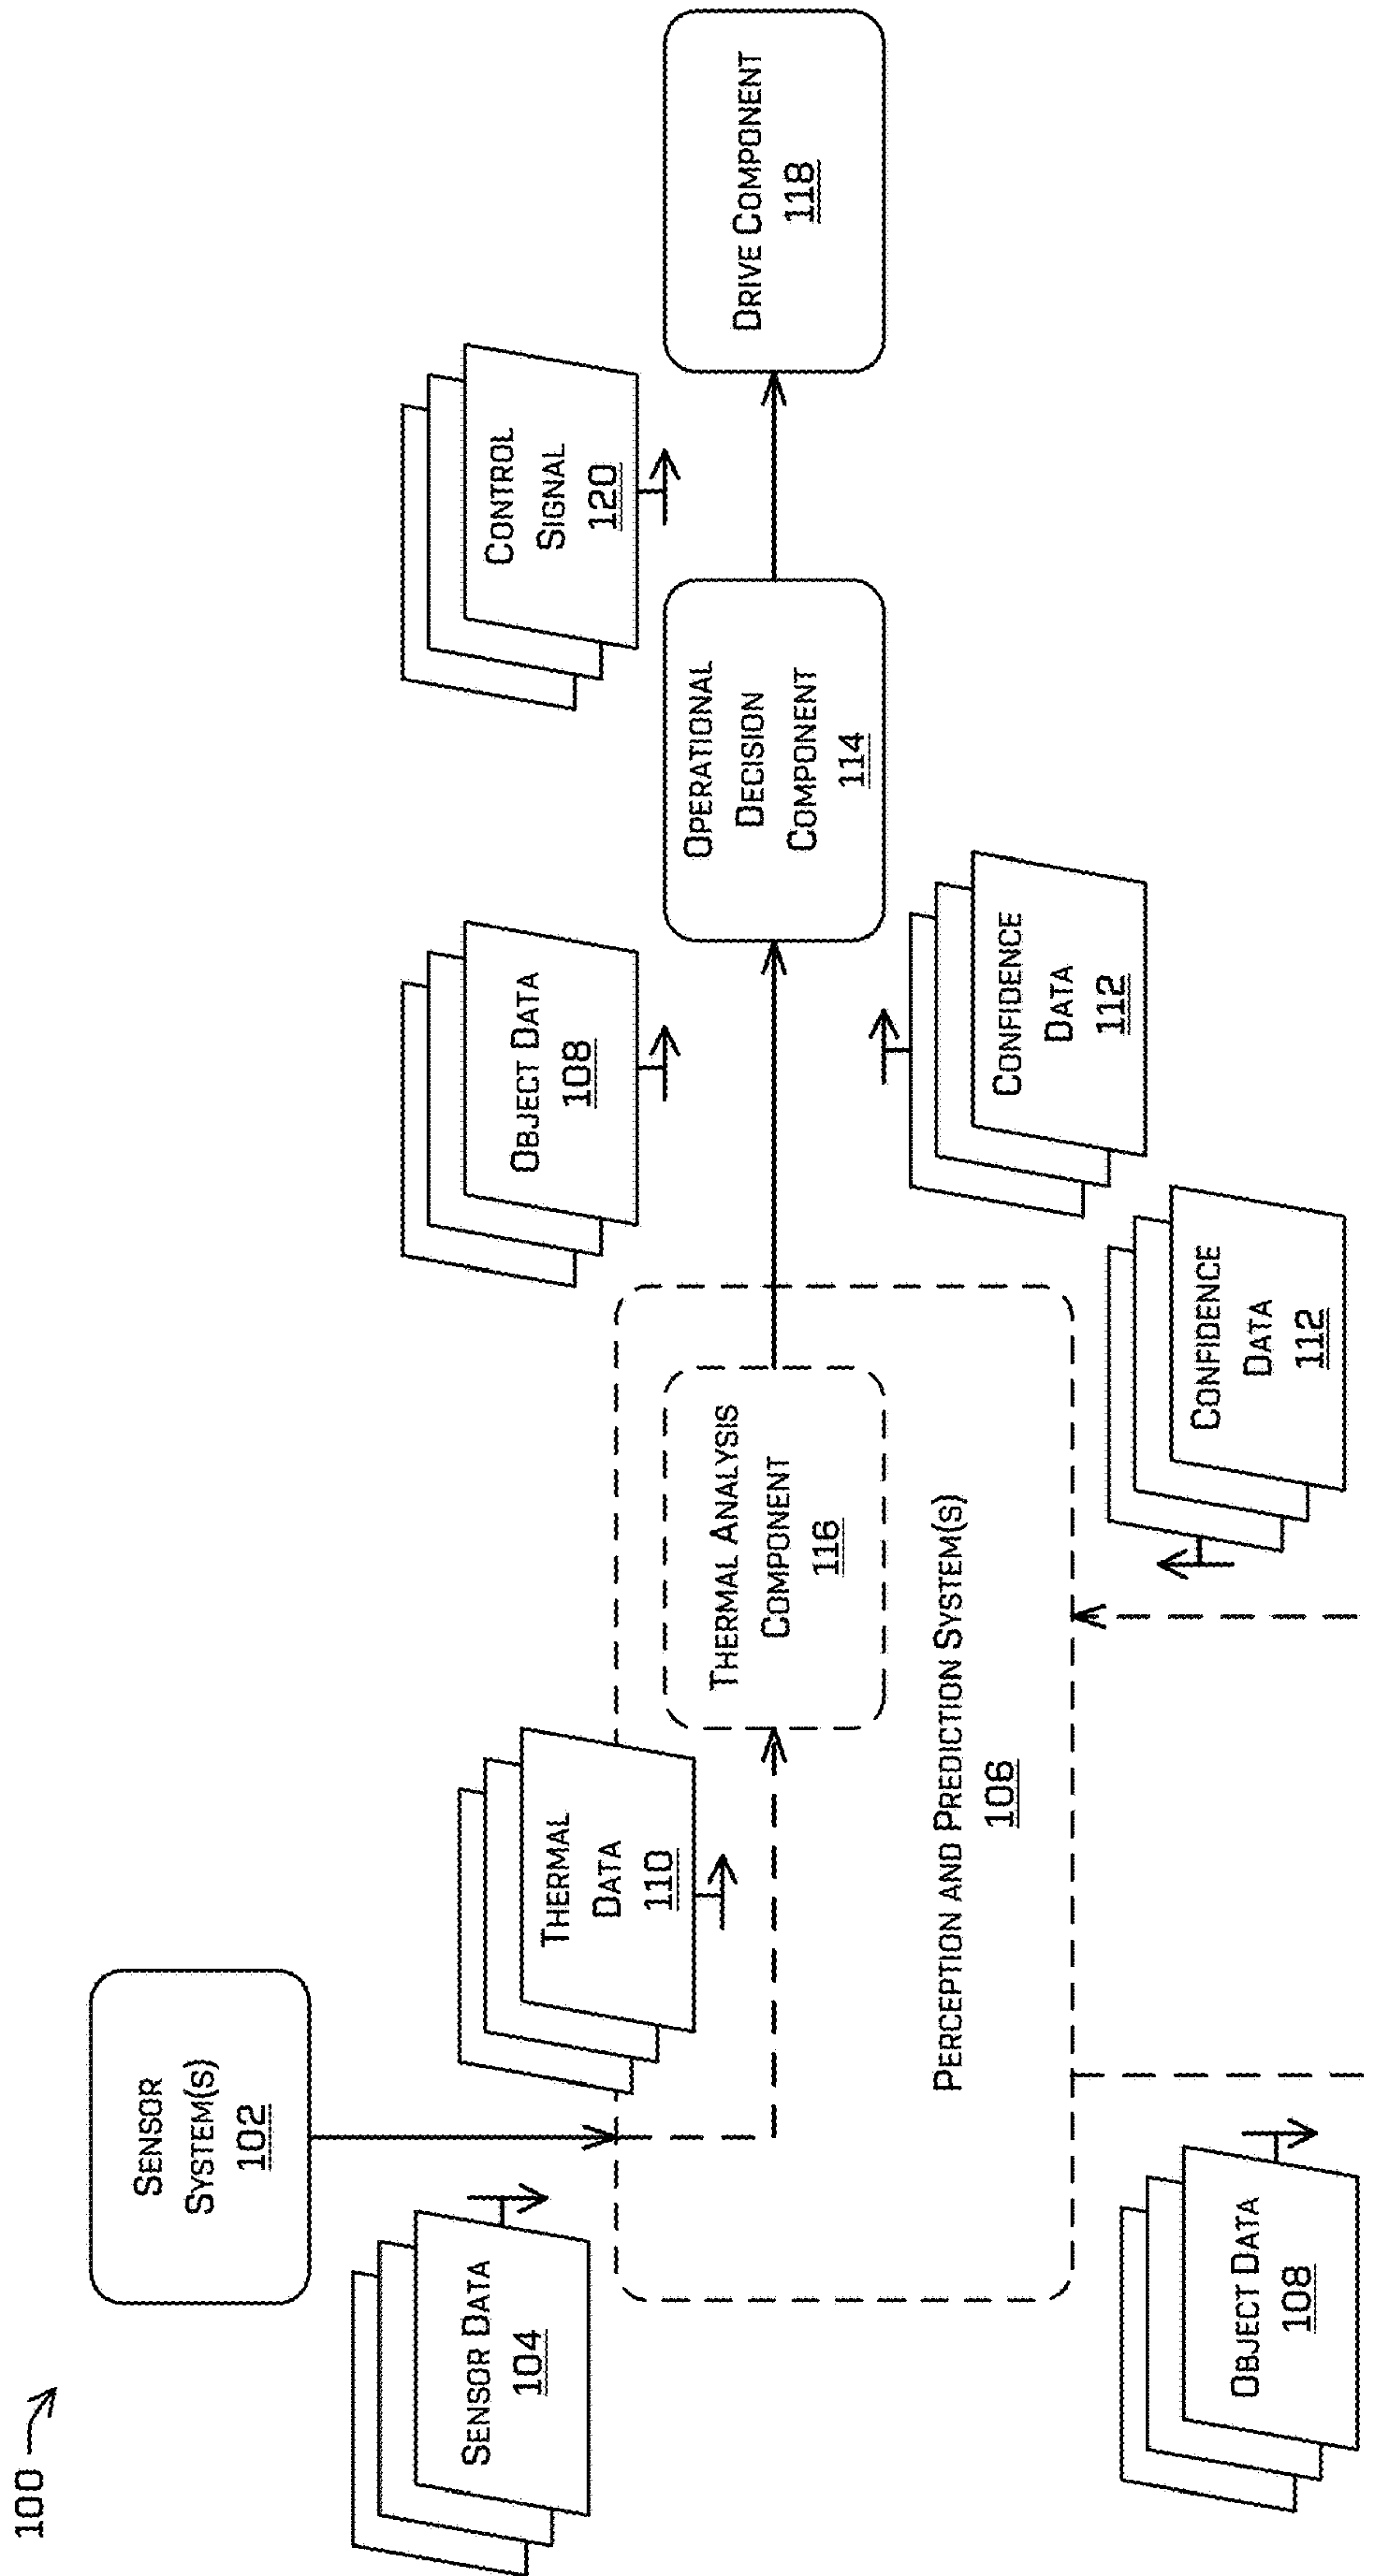 100
SENSOR
SYSTEM(S)
102
SENSOR DATA
104
THERMAL
DATA
110
THERMAL ANALYSIS
COMPONENT
116
PERCEPTION AND PREDICTION SYSTEM(S)
106
OBJECT DATA
108
CONFIDENCE
DATA
112
OBJECT DATA
108
CONFIDENCE
DATA
112
OPERATIONAL
DECISION
COMPONENT
114
CONTROL
SIGNAL
120
DRIVE COMPONENT
118